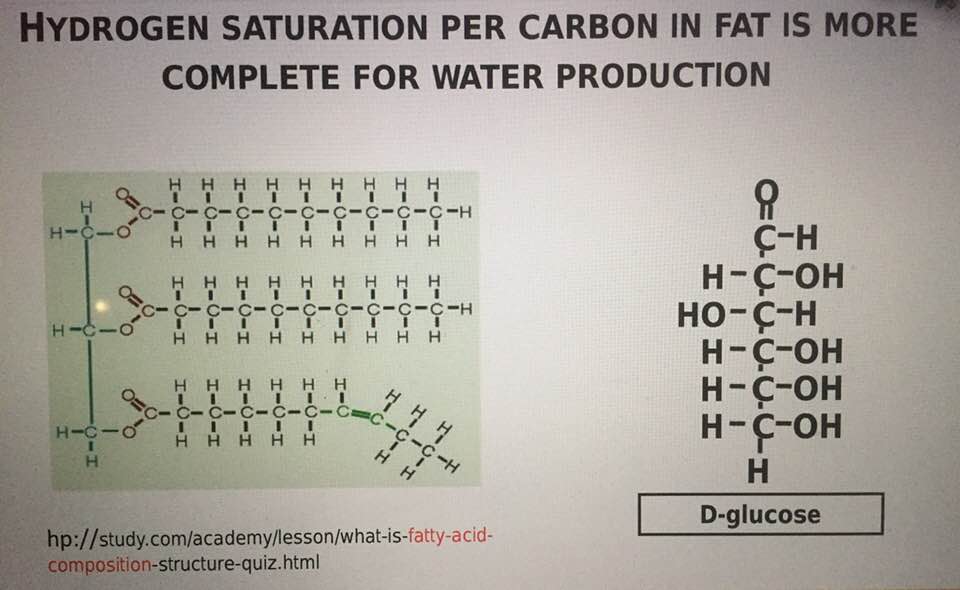 HYDROGEN SATURATION PER CARBON IN FAT IS MORE
COMPLETE FOR WATER PRODUCTION
H H H H H H H H H
H O
C-C-C-C-C-C-C-C-C-C-H
H-C-O
H H H H H H H H H
H H H H H H H H H
O
C-C-C-C-C-C-C-C-C-C-H
H-C-O
H H H H H H H H H
H H H H H H H H H
O
C-C-C-C-C-C-C=C-C-C-H
H-C-O
H H H H H H H
H
O
C-H
H-C-OH
HO-C-H
H-C-OH
H-C-OH
H-C-OH
H
D-glucose
hp://study.com/academy/lesson/what-is-fatty-acid-
composition-structure-quiz.html